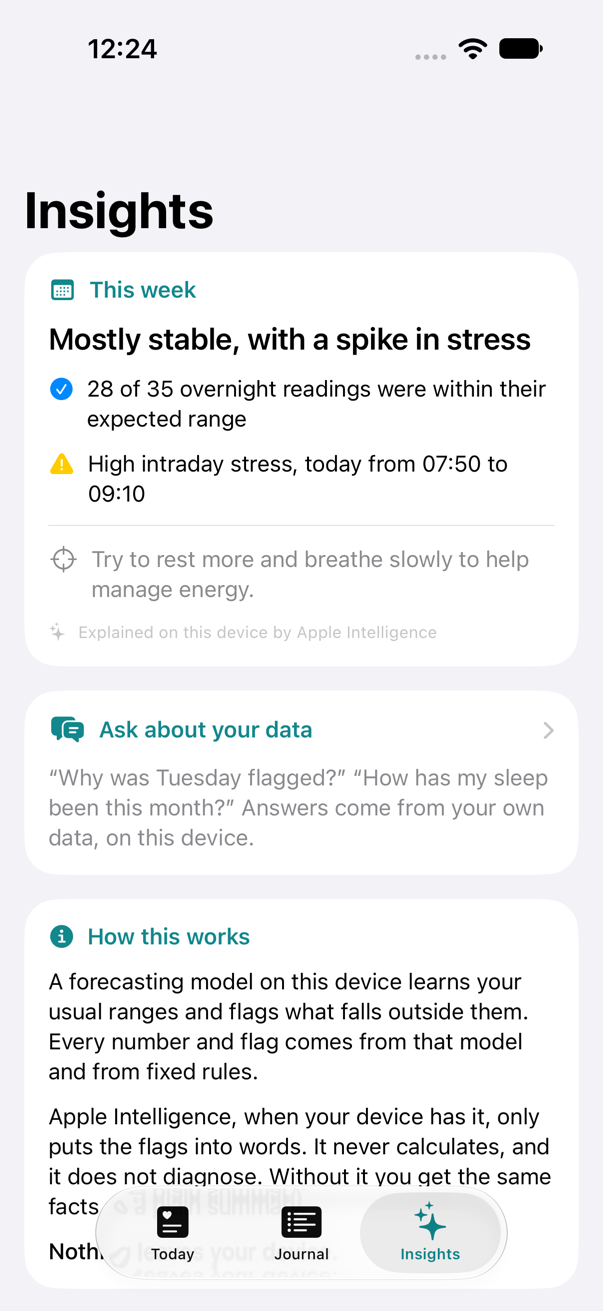 12:24
Insights
This week
Mostly stable, with a spike in stress
28 of 35 overnight readings were within their
expected range
High intraday stress, today from 07:50 to
09:10
Try to rest more and breathe slowly to help
manage energy.
Explained on this device by Apple Intelligence
Ask about your data
“Why was Tuesday flagged?” “How has my sleep
been this month?” Answers come from your own
data, on this device.
How this works
A forecasting model on this device learns your
usual ranges and flags what falls outside them.
Every number and flag comes from that model
and from fixed rules.
Apple Intelligence, when your device has it, only
puts the flags into words. It never calculates, and
it does not diagnose. Without it you get the same
facts
Today
Journal
Insights